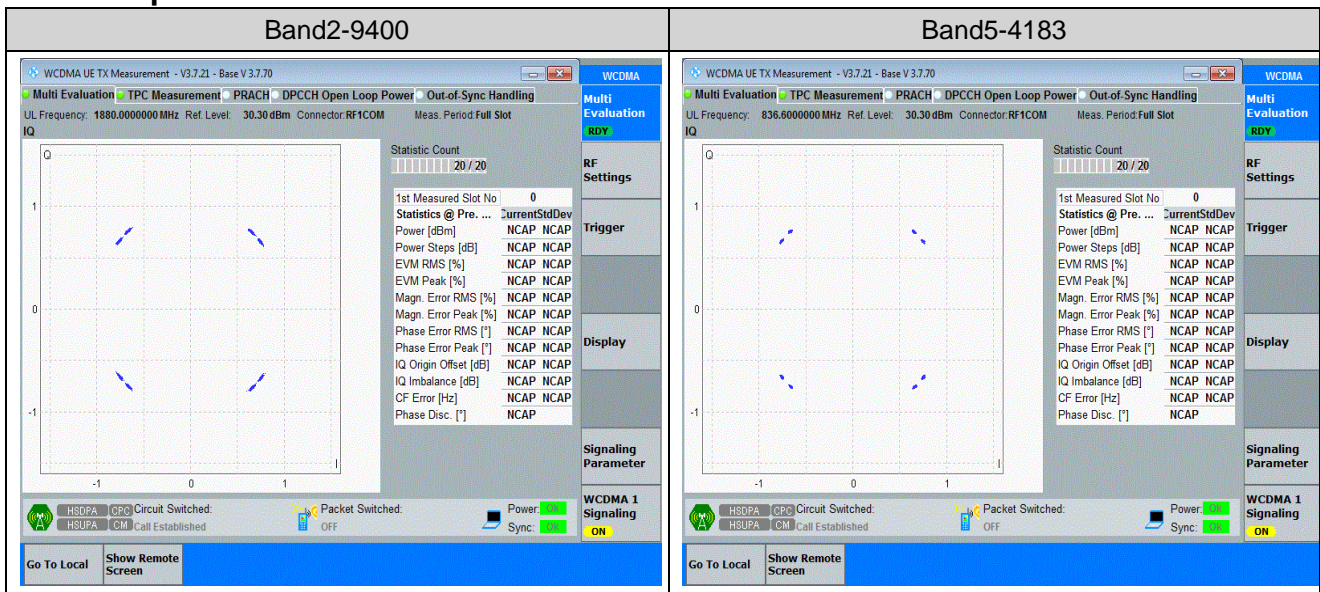 Band2-9400
WCDMA UE TX Measurement - V3.7.21 - Base V 3.7.70
WCDMA
Multi Evaluation TPC Measurement PRACH DPCCH Open Loop Power Out-of-Sync Handling
UL Frequency: 1880.0000000 MHz Ref. Level: 30.30 dBm Connector:RF1COM Meas. Period:Full Slot
IQ
Q
1
0
-1
-1 0 1
I
Statistic Count
20 / 20
1st Measured Slot No 0
Statistics @ Pre. ... CurrentStdDev
Power [dBm] NCAP NCAP
Power Steps [dB] NCAP NCAP
EVM RMS [%] NCAP NCAP
EVM Peak [%] NCAP NCAP
Magn. Error RMS [%] NCAP NCAP
Magn. Error Peak [%] NCAP NCAP
Phase Error RMS [°] NCAP NCAP
Phase Error Peak [°] NCAP NCAP
IQ Origin Offset [dB] NCAP NCAP
IQ Imbalance [dB] NCAP NCAP
CF Error [Hz] NCAP NCAP
Phase Disc. [°] NCAP
Multi
Evaluation
RDY
RF
Settings
Trigger
Display
Signaling
Parameter
WCDMA 1
Signaling
ON
HSDPA CPC Circuit Switched: Packet Switched: Power: OK
HSUPA CM Call Established OFF Sync: OK
Go To Local
Show Remote
Screen
Band5-4183
WCDMA UE TX Measurement - V3.7.21 - Base V 3.7.70
WCDMA
Multi Evaluation TPC Measurement PRACH DPCCH Open Loop Power Out-of-Sync Handling
UL Frequency: 836.6000000 MHz Ref. Level: 30.30 dBm Connector:RF1COM Meas. Period:Full Slot
IQ
Q
1
0
-1
-1 0 1
I
Statistic Count
20 / 20
1st Measured Slot No 0
Statistics @ Pre. ... CurrentStdDev
Power [dBm] NCAP NCAP
Power Steps [dB] NCAP NCAP
EVM RMS [%] NCAP NCAP
EVM Peak [%] NCAP NCAP
Magn. Error RMS [%] NCAP NCAP
Magn. Error Peak [%] NCAP NCAP
Phase Error RMS [°] NCAP NCAP
Phase Error Peak [°] NCAP NCAP
IQ Origin Offset [dB] NCAP NCAP
IQ Imbalance [dB] NCAP NCAP
CF Error [Hz] NCAP NCAP
Phase Disc. [°] NCAP
Multi
Evaluation
RDY
RF
Settings
Trigger
Display
Signaling
Parameter
WCDMA 1
Signaling
ON
HSDPA CPC Circuit Switched: Packet Switched: Power: OK
HSUPA CM Call Established OFF Sync: OK
Go To Local
Show Remote
Screen